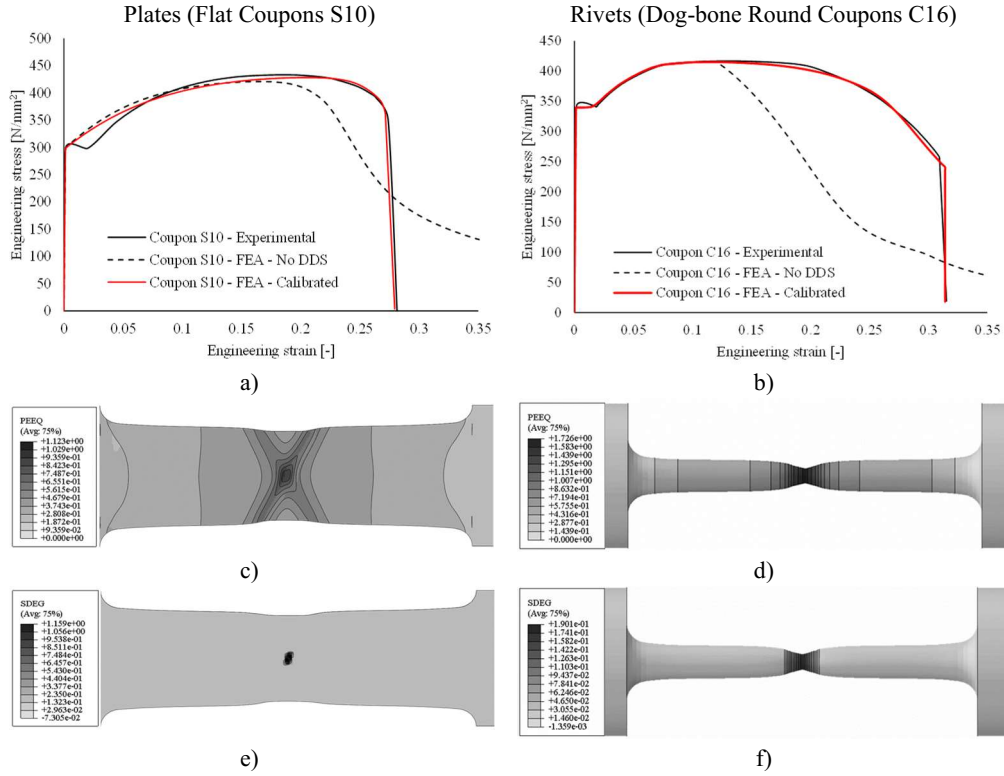 Plates (Flat Coupons S10)
Rivets (Dog-bone Round Coupons C16)
Engineering stress [N/mm²]
500
450
400
350
300
250
200
150
100
50
0
Coupon S10 - Experimental
Coupon S10 - FEA - No DDS
Coupon S10 - FEA - Calibrated
0 0.05 0.1 0.15 0.2 0.25 0.3 0.35
Engineering strain [-]
a)
Engineering stress [N/mm²]
450
400
350
300
250
200
150
100
50
0
Coupon C16 - Experimental
Coupon C16 - FEA - No DDS
Coupon C16 - FEA - Calibrated
0 0.05 0.1 0.15 0.2 0.25 0.3 0.35
Engineering strain [-]
b)
PEEQ
(Avg: 75%)
+1.123e+00
+1.029e+00
+9.359e-01
+8.423e-01
+7.487e-01
+6.551e-01
+5.615e-01
+4.679e-01
+3.743e-01
+2.808e-01
+1.872e-01
+9.359e-02
+0.000e+00
c)
PEEQ
(Avg: 75%)
+1.726e+00
+1.583e+00
+1.439e+00
+1.295e+00
+1.151e+00
+1.007e+00
+8.632e-01
+7.194e-01
+5.755e-01
+4.316e-01
+2.877e-01
+1.439e-01
+0.000e+00
d)
SDEG
(Avg: 75%)
+1.159e+00
+1.056e+00
+9.538e-01
+8.511e-01
+7.484e-01
+6.457e-01
+5.430e-01
+4.404e-01
+3.377e-01
+2.350e-01
+1.323e-01
+2.963e-02
-7.305e-02
e)
SDEG
(Avg: 75%)
+1.901e-01
+1.741e-01
+1.582e-01
+1.422e-01
+1.263e-01
+1.103e-01
+9.437e-02
+7.841e-02
+6.246e-02
+4.650e-02
+3.055e-02
+1.460e-02
-1.359e-03
f)